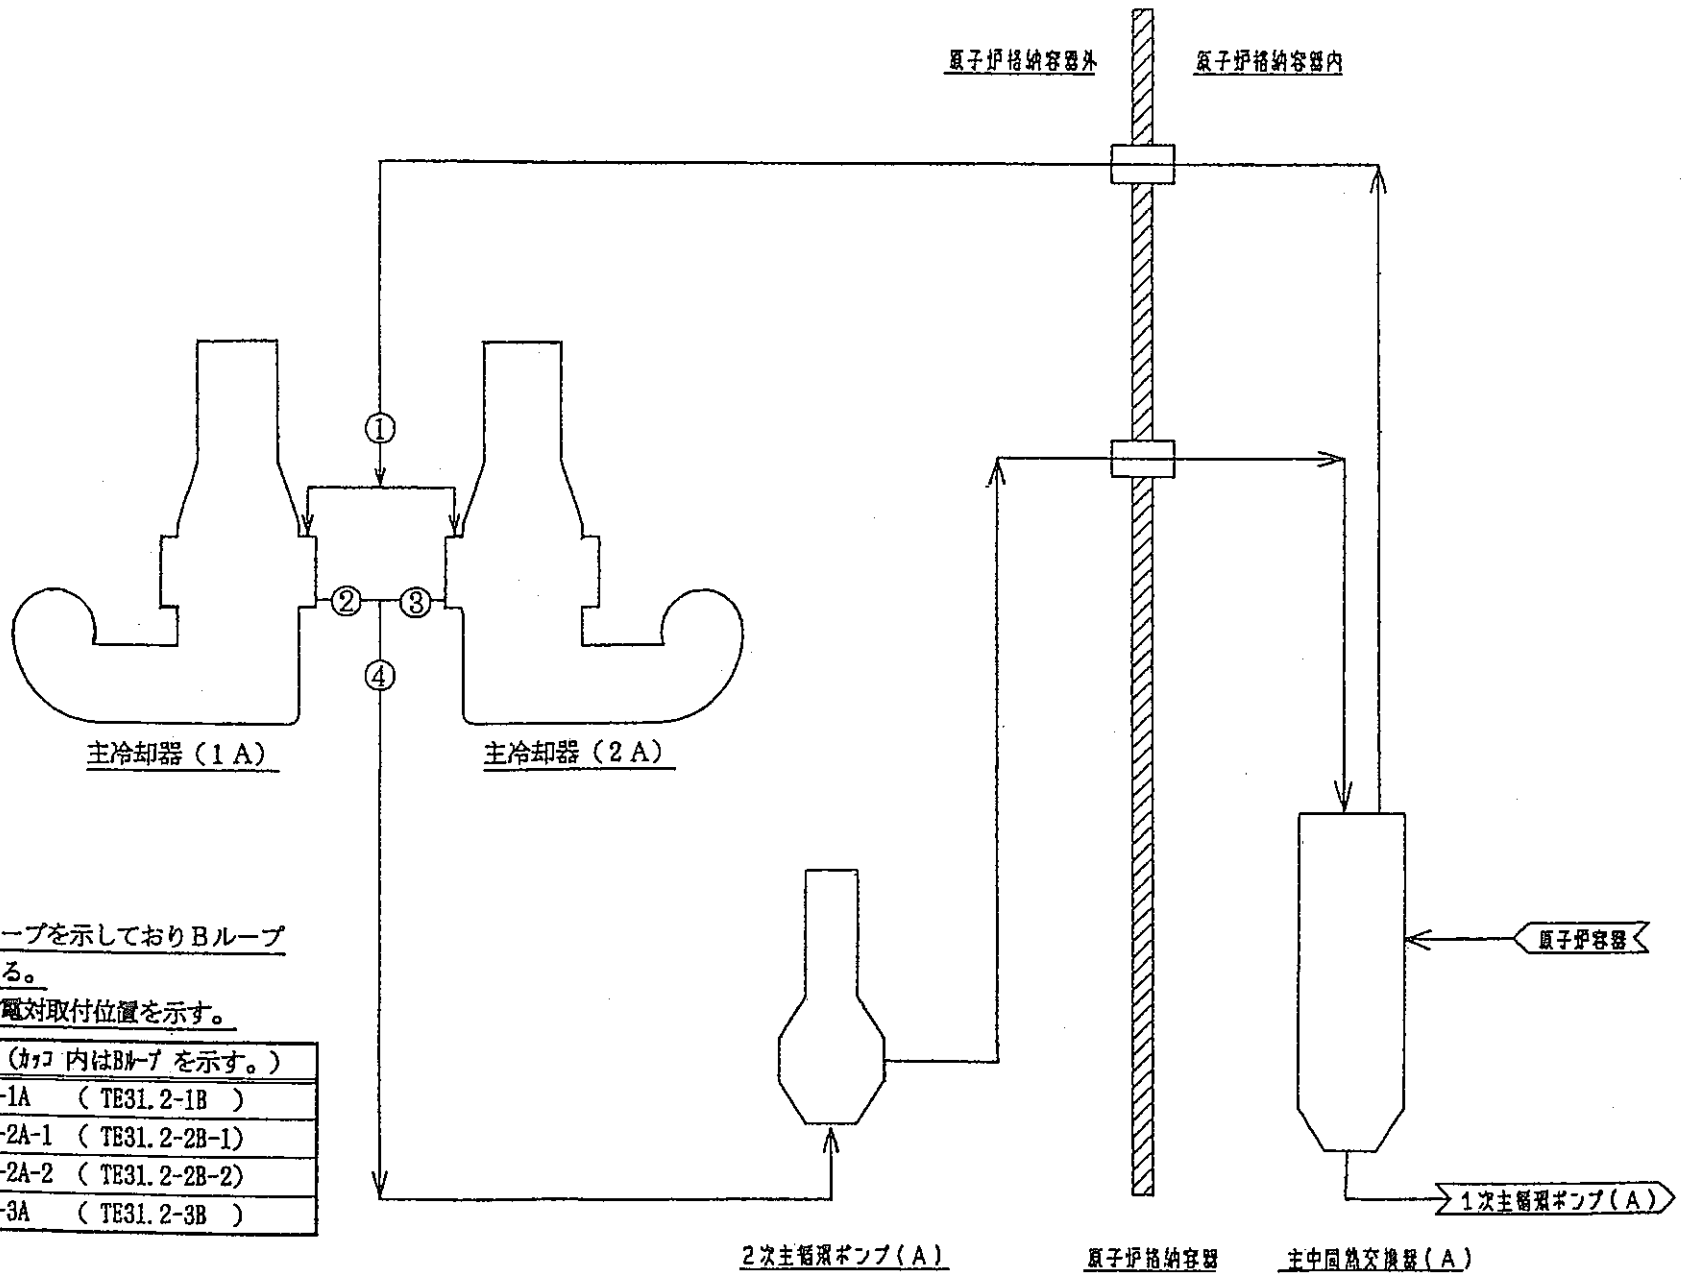 原子炉格納容器外
原子炉格納容器内
①
②
③
④
主冷却器（1A）
主冷却器（2A）
ープを示しておりBループ
る。
電対取付位置を示す。
（ｶｯｺ 内はBﾙｰﾌﾟ を示す。）
-1A （ TE31.2-1B ）
-2A-1 （ TE31.2-2B-1）
-2A-2 （ TE31.2-2B-2）
-3A （ TE31.2-3B ）
原子炉容器
1次主循環ポンプ(A)
2次主循環ポンプ(A)
原子炉格納容器
主中間熱交換器(A)